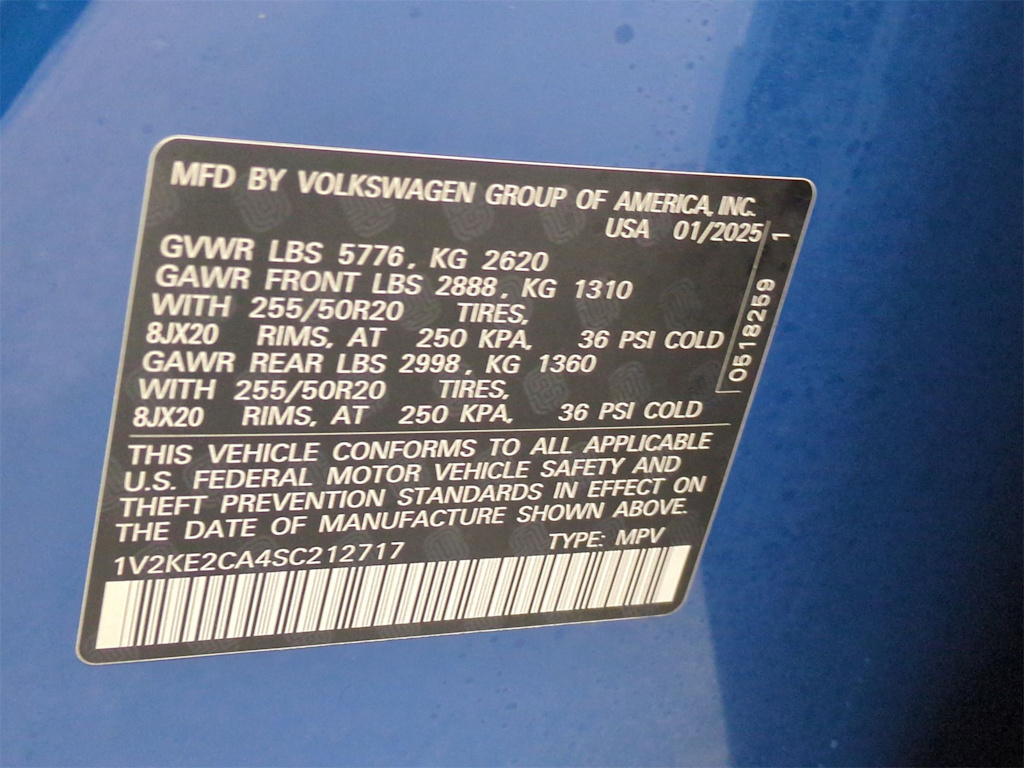 MFD BY VOLKSWAGEN GROUP OF AMERICA, INC.
USA 01/2025
GVWR LBS 5776, KG 2620
GAWR FRONT LBS 2888, KG 1310
WITH 255/50R20 TIRES,
8JX20 RIMS, AT 250 KPA, 36 PSI COLD
GAWR REAR LBS 2998, KG 1360
WITH 255/50R20 TIRES,
8JX20 RIMS, AT 250 KPA, 36 PSI COLD
0518259 1
THIS VEHICLE CONFORMS TO ALL APPLICABLE
U.S. FEDERAL MOTOR VEHICLE SAFETY AND
THEFT PREVENTION STANDARDS IN EFFECT ON
THE DATE OF MANUFACTURE SHOWN ABOVE.
1V2KE2CA4SC212717 TYPE: MPV